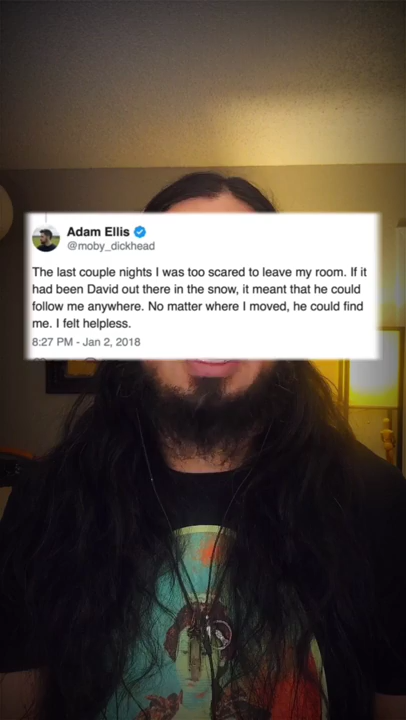 Adam Ellis
@moby_dickhead
The last couple nights I was too scared to leave my room. If it
had been David out there in the snow, it meant that he could
follow me anywhere. No matter where I moved, he could find
me. I felt helpless.
8:27 PM - Jan 2, 2018